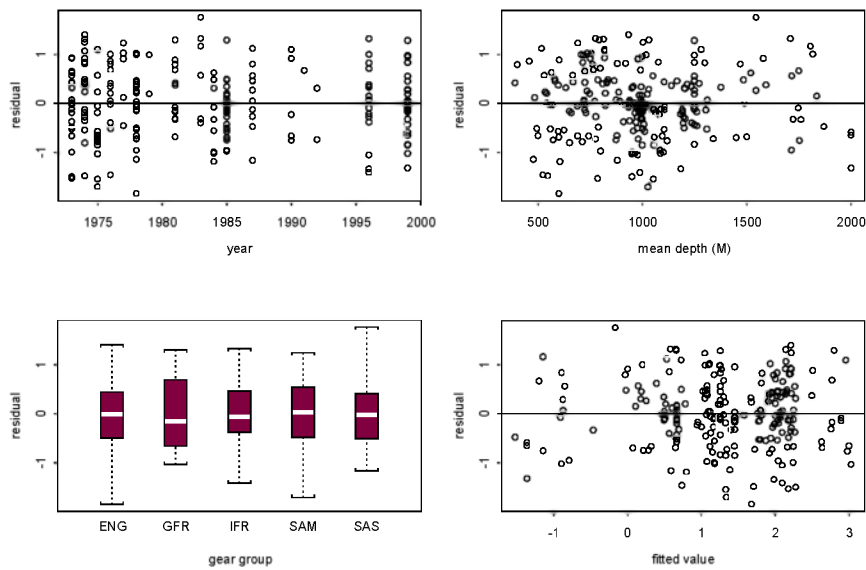 residual
1
0
-1
1975 1980 1985 1990 1995 2000
year
residual
1
0
-1
500 1000 1500 2000
mean depth (M)
residual
1
0
-1
ENG GFR IFR SAM SAS
gear group
residual
1
0
-1
-1 0 1 2 3
fitted value